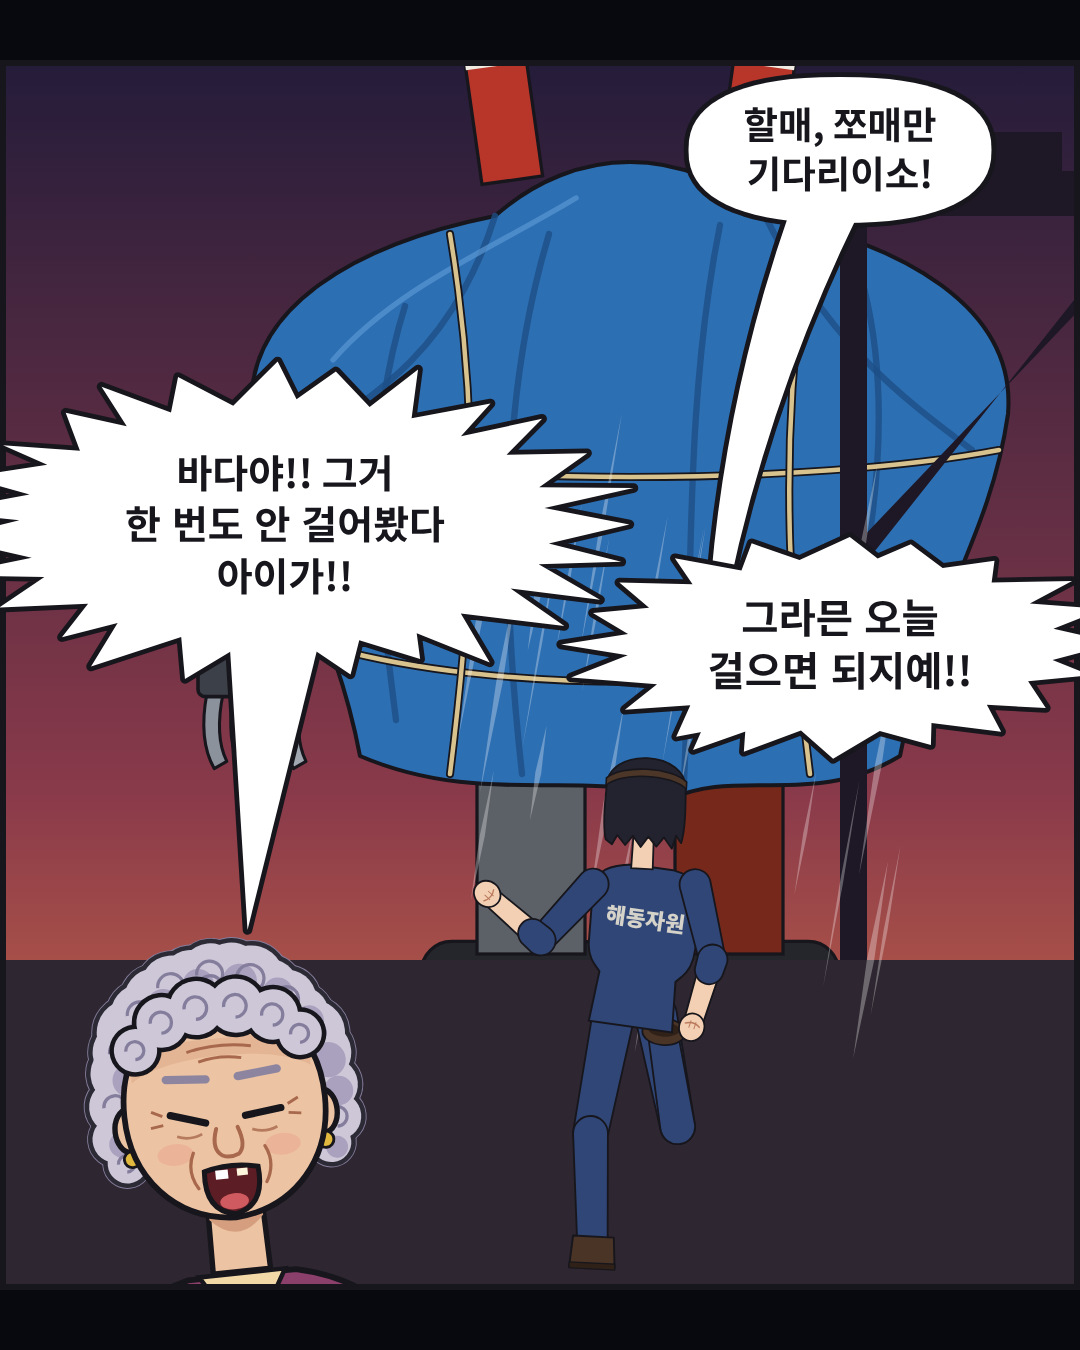 할매, 쪼매만
기다리이소!
바다야!! 그거
한 번도 안 걸어봤다
아이가!!
그라믄 오늘
걸으면 되지예!!
해동자원